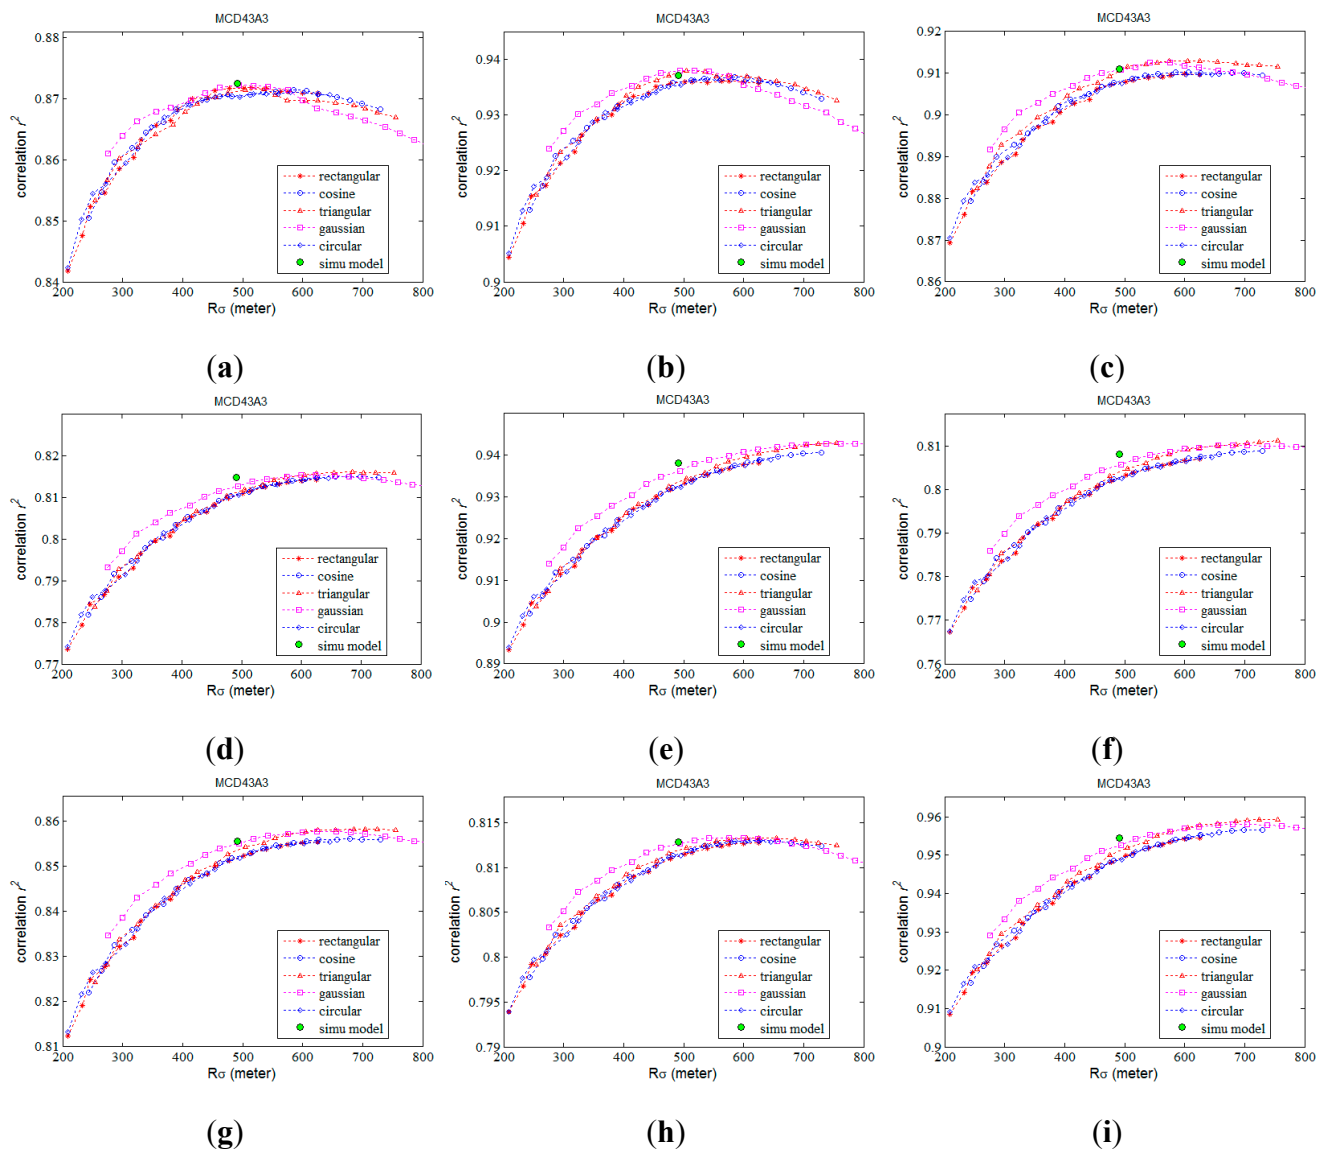 MCD43A3
MCD43A3
MCD43A3
correlation r²
0.88
0.87
0.86
0.85
0.84
200 300 400 500 600 700 800
Rσ (meter)
rectangular
cosine
triangular
gaussian
circular
simu model
correlation r²
0.94
0.93
0.92
0.91
0.9
200 300 400 500 600 700 800
Rσ (meter)
rectangular
cosine
triangular
gaussian
circular
simu model
correlation r²
0.92
0.91
0.9
0.89
0.88
0.87
0.86
200 300 400 500 600 700 800
Rσ (meter)
rectangular
cosine
triangular
gaussian
circular
simu model
(a)
(b)
(c)
MCD43A3
MCD43A3
MCD43A3
correlation r²
0.82
0.81
0.8
0.79
0.78
0.77
200 300 400 500 600 700 800
Rσ (meter)
rectangular
cosine
triangular
gaussian
circular
simu model
correlation r²
0.94
0.93
0.92
0.91
0.9
0.89
200 300 400 500 600 700 800
Rσ (meter)
rectangular
cosine
triangular
gaussian
circular
simu model
correlation r²
0.81
0.8
0.79
0.78
0.77
0.76
200 300 400 500 600 700 800
Rσ (meter)
rectangular
cosine
triangular
gaussian
circular
simu model
(d)
(e)
(f)
MCD43A3
MCD43A3
MCD43A3
correlation r²
0.86
0.85
0.84
0.83
0.82
0.81
200 300 400 500 600 700 800
Rσ (meter)
rectangular
cosine
triangular
gaussian
circular
simu model
correlation r²
0.815
0.81
0.805
0.8
0.795
0.79
200 300 400 500 600 700 800
Rσ (meter)
rectangular
cosine
triangular
gaussian
circular
simu model
correlation r²
0.96
0.95
0.94
0.93
0.92
0.91
0.9
200 300 400 500 600 700 800
Rσ (meter)
rectangular
cosine
triangular
gaussian
circular
simu model
(g)
(h)
(i)